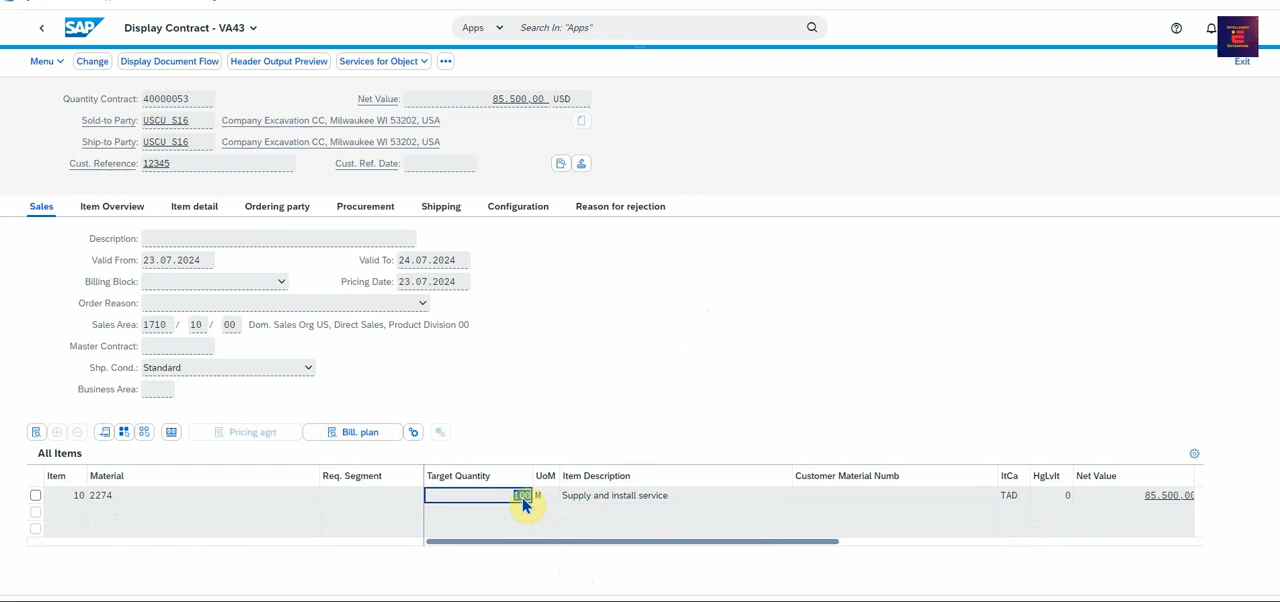 SAP Display Contract - VA43 Apps Search In: "Apps"
Menu Change Display Document Flow Header Output Preview Services for Object Exit
Quantity Contract: 40000053 Net Value: 85.500,00 USD
Sold-to Party: USCU_S16 Company Excavation CC, Milwaukee WI 53202, USA
Ship-to Party: USCU_S16 Company Excavation CC, Milwaukee WI 53202, USA
Cust. Reference: 12345 Cust. Ref. Date:
Sales Item Overview Item detail Ordering party Procurement Shipping Configuration Reason for rejection
Description:
Valid From: 23.07.2024 Valid To: 24.07.2024
Billing Block: Pricing Date: 23.07.2024
Order Reason:
Sales Area: 1710 / 10 / 00 Dom. Sales Org US, Direct Sales, Product Division 00
Master Contract:
Shp. Cond.: Standard
Business Area:
Pricing agrt Bill. plan
All Items
Item Material Req. Segment Target Quantity UoM Item Description Customer Material Numb ItCa HgLvIt Net Value
10 2274 100 M Supply and install service TAD 0 85.500,00